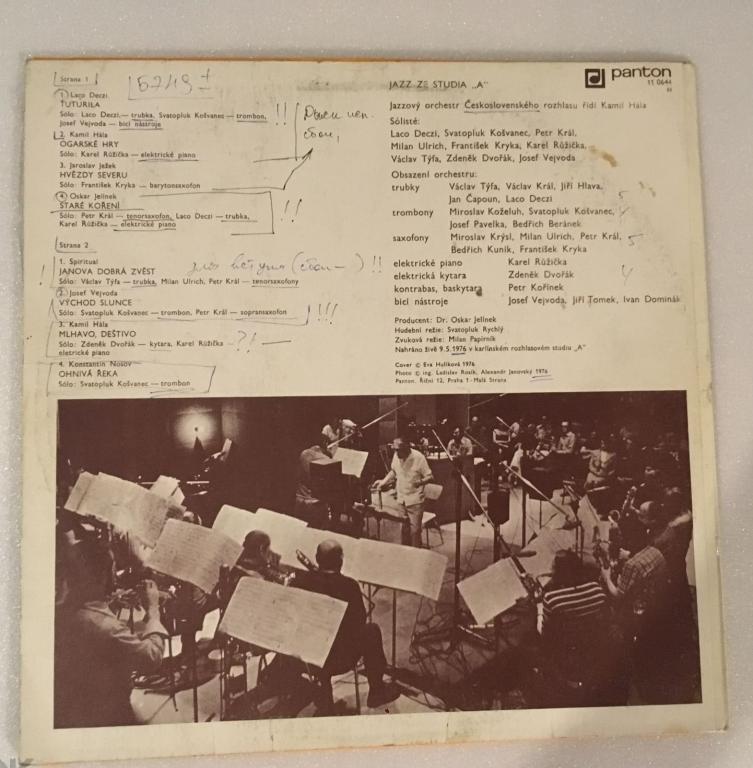 Strana 1
5249
1. Laco Deczi
TUTURILA
Sólo: Laco Deczi — trubka, Svatopluk Košvanec — trombon,
Josef Vejvoda — bicí nástroje
!!
2. Kamil Hála
OGARSKÉ HRY
Sólo: Karel Růžička — elektrické piano
3. Jaroslav Ježek
HVĚZDY SEVERU
Sólo: František Kryka — barytonsaxofon
4. Oskar Jelínek
STARÉ KOŘENÍ
Sólo: Petr Král — tenorsaxofon, Laco Deczi — trubka,
Karel Růžička — elektrické piano
!!
Strana 2
1. Spiritual
JANOVA DOBRÁ ZVĚST
Sólo: Václav Týfa — trubka, Milan Ulrich, Petr Král — tenorsaxofony
!
!!
2. Josef Vejvoda
VÝCHOD SLUNCE
Sólo: Svatopluk Košvanec — trombon, Petr Král — sopransaxofon
!!!
3. Kamil Hála
MLHAVO, DEŠTIVO
Sólo: Zdeněk Dvořák — kytara, Karel Růžička —
eletrické piano
?!
4. Konstantin Nosov
OHNIVÁ ŘEKA
Sólo: Svatopluk Košvanec — trombon
panton
11 0644
JAZZ ZE STUDIA „A"
Jazzový orchestr Československého rozhlasu řídí Kamil Hála
Sólisté:
Laco Deczi, Svatopluk Košvanec, Petr Král,
Milan Ulrich, František Kryka, Karel Růžička,
Václav Týfa, Zdeněk Dvořák, Josef Vejvoda
Obsazení orchestru:
trubky Václav Týfa, Václav Král, Jiří Hlava,
Jan Čapoun, Laco Deczi 5
trombony Miroslav Koželuh, Svatopluk Košvanec, 4
Josef Pavelka, Bedřich Beránek
saxofony Miroslav Krýsl, Milan Ulrich, Petr Král, 5
Bedřich Kuník, František Kryka
elektrické piano Karel Růžička
elektrická kytara Zdeněk Dvořák 4
kontrabas, baskytara Petr Kořínek
bicí nástroje Josef Vejvoda, Jiří Tomek, Ivan Dominák
Producent: Dr. Oskar Jelínek
Hudební režie: Svatopluk Rychlý
Zvuková režie: Milan Papírník
Nahráno živě 9.5.1976 v karlínském rozhlasovém studiu „A"
Cover © Eva Hulíková 1976
Photo © ing. Ladislav Rosík, Alexandr Janovský 1976
Panton, Říční 12, Praha 1 - Malá Strana